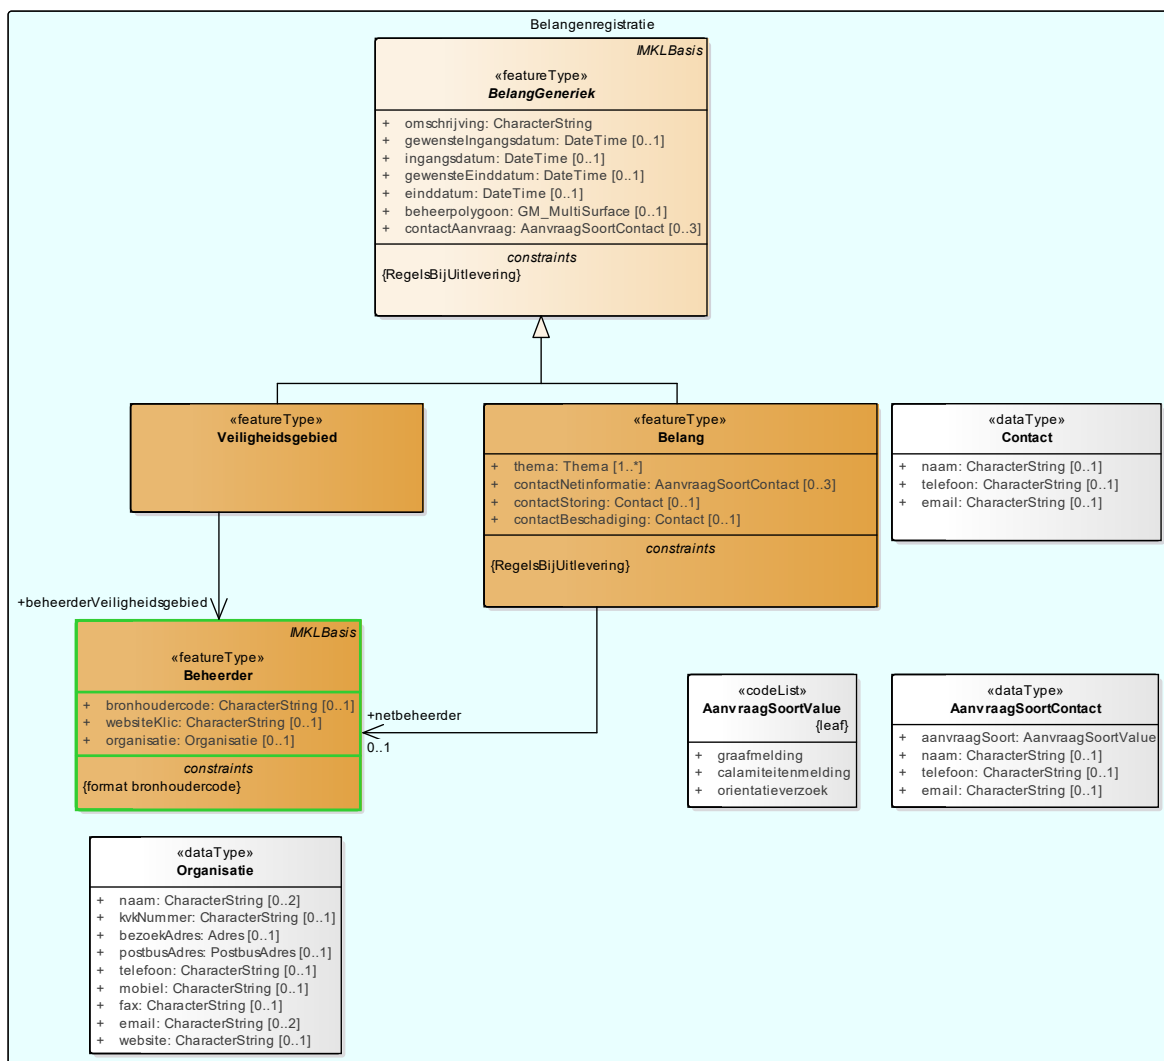 Belangenregistratie
IMKLBasis
«featureType»
BelangGeneriek
+ omschrijving: CharacterString
+ gewensteIngangsdatum: DateTime [0..1]
+ ingangsdatum: DateTime [0..1]
+ gewensteEinddatum: DateTime [0..1]
+ einddatum: DateTime [0..1]
+ beheerpolygoon: GM_MultiSurface [0..1]
+ contactAanvraag: AanvraagSoortContact [0..3]
constraints
{RegelsBijUitlevering}
«featureType»
Veiligheidsgebied
«featureType»
Belang
+ thema: Thema [1..*]
+ contactNetinformatie: AanvraagSoortContact [0..3]
+ contactStoring: Contact [0..1]
+ contactBeschadiging: Contact [0..1]
constraints
{RegelsBijUitlevering}
«dataType»
Contact
+ naam: CharacterString [0..1]
+ telefoon: CharacterString [0..1]
+ email: CharacterString [0..1]
+beheerderVeiligheidsgebied
IMKLBasis
«featureType»
Beheerder
+ bronhoudercode: CharacterString [0..1]
+ websiteKlic: CharacterString [0..1]
+ organisatie: Organisatie [0..1]
constraints
{format bronhoudercode}
+netbeheerder
0..1
«codeList»
AanvraagSoortValue
{leaf}
+ graafmelding
+ calamiteitenmelding
+ orientatieverzoek
«dataType»
AanvraagSoortContact
+ aanvraagSoort: AanvraagSoortValue
+ naam: CharacterString [0..1]
+ telefoon: CharacterString [0..1]
+ email: CharacterString [0..1]
«dataType»
Organisatie
+ naam: CharacterString [0..2]
+ kvkNummer: CharacterString [0..1]
+ bezoekAdres: Adres [0..1]
+ postbusAdres: PostbusAdres [0..1]
+ telefoon: CharacterString [0..1]
+ mobiel: CharacterString [0..1]
+ fax: CharacterString [0..1]
+ email: CharacterString [0..2]
+ website: CharacterString [0..1]